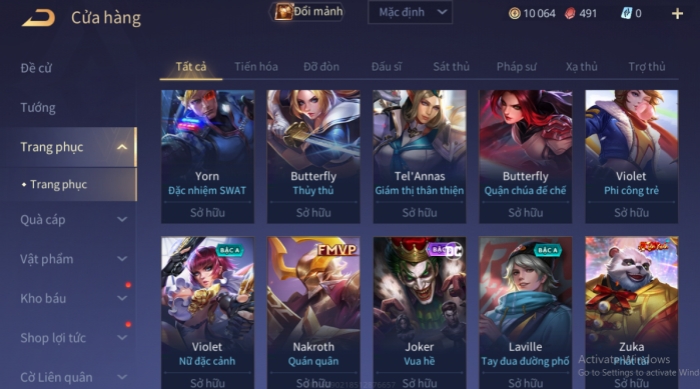 Cửa hàng
Đổi mảnh
Mặc định
10 064
491
0
Đề cử
Tướng
Trang phục
Trang phục
Quà cáp
Vật phẩm
Kho báu
Shop lợi tức
Cờ Liên quân
Tất cả
Tiến hóa
Đỡ đòn
Đấu sĩ
Sát thủ
Pháp sư
Xạ thủ
Trợ thủ
Yorn
Đặc nhiệm SWAT
Sở hữu
Butterfly
Thủy thủ
Sở hữu
Tel'Annas
Giám thị thân thiện
Sở hữu
Butterfly
Quận chúa đế chế
Sở hữu
Violet
Phi công trẻ
Sở hữu
BẬC A
Violet
Nữ đặc cảnh
Sở hữu
FMVP
Nakroth
Quán quân
Sở hữu
DC
Joker
Vua hề
Sở hữu
BẬC A
Laville
Tay đua đường phố
Sở hữu
Zuka
Sở hữu
Activate Windows
Go to Settings to activate Wind